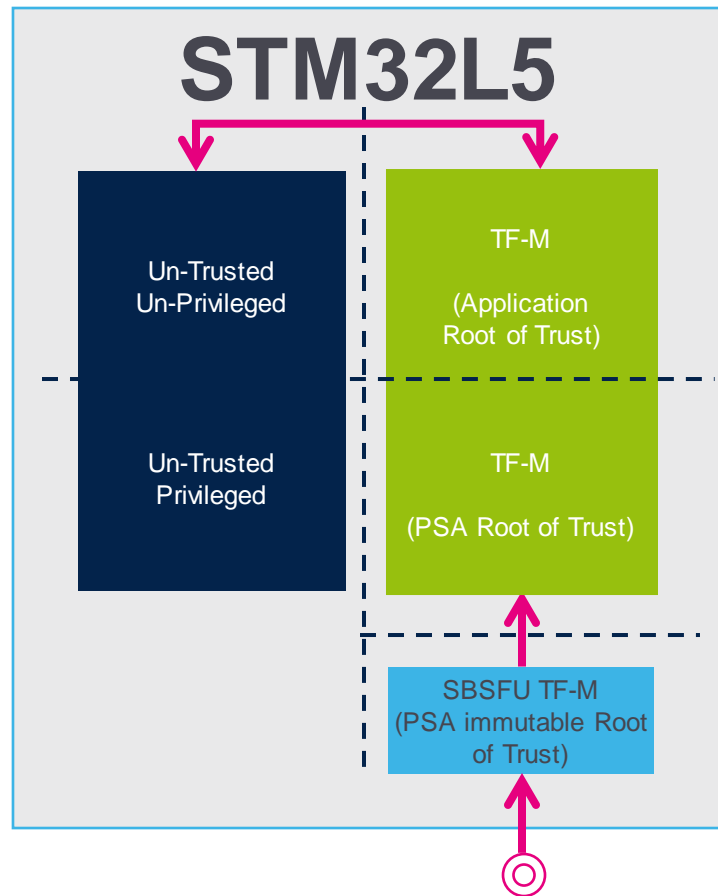 STM32L5
Un-Trusted
Un-Privileged
TF-M
(Application
Root of Trust)
Un-Trusted
Privileged
TF-M
(PSA Root of Trust)
SBSFU TF-M
(PSA immutable Root
of Trust)